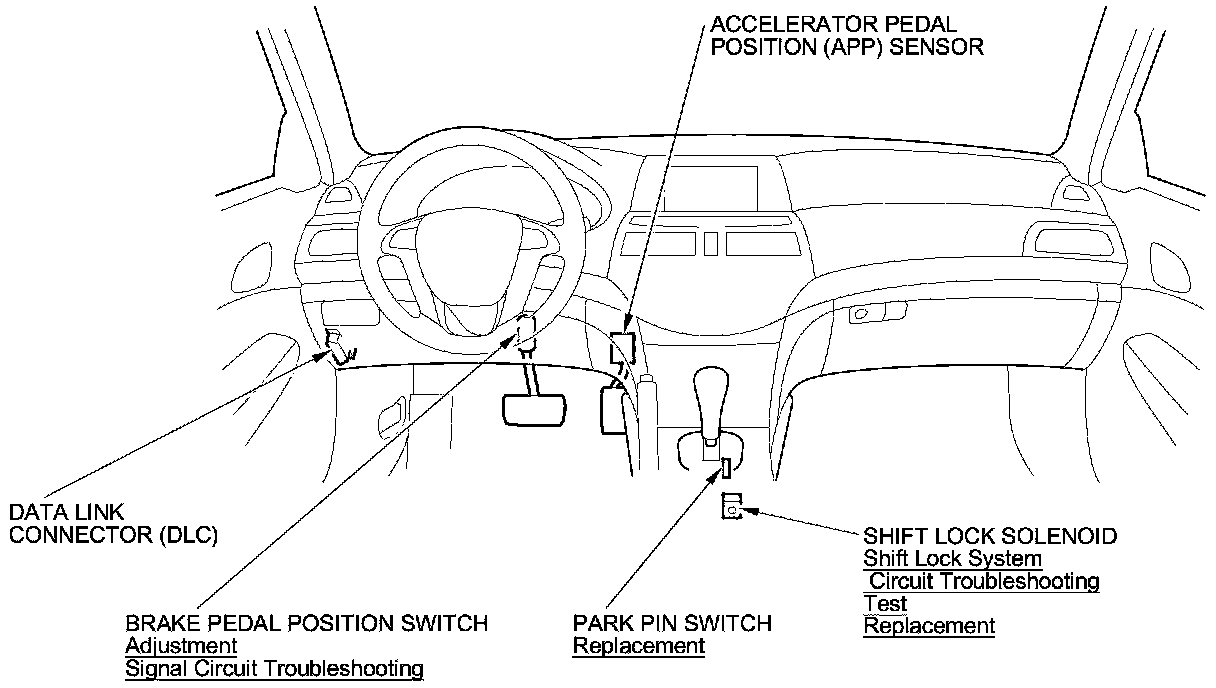 ACCELERATOR PEDAL
POSITION (APP) SENSOR
DATA LINK
CONNECTOR (DLC)
BRAKE PEDAL POSITION SWITCH
Adjustment
Signal Circuit Troubleshooting
PARK PIN SWITCH
Replacement
SHIFT LOCK SOLENOID
Shift Lock System
Circuit Troubleshooting
Test
Replacement